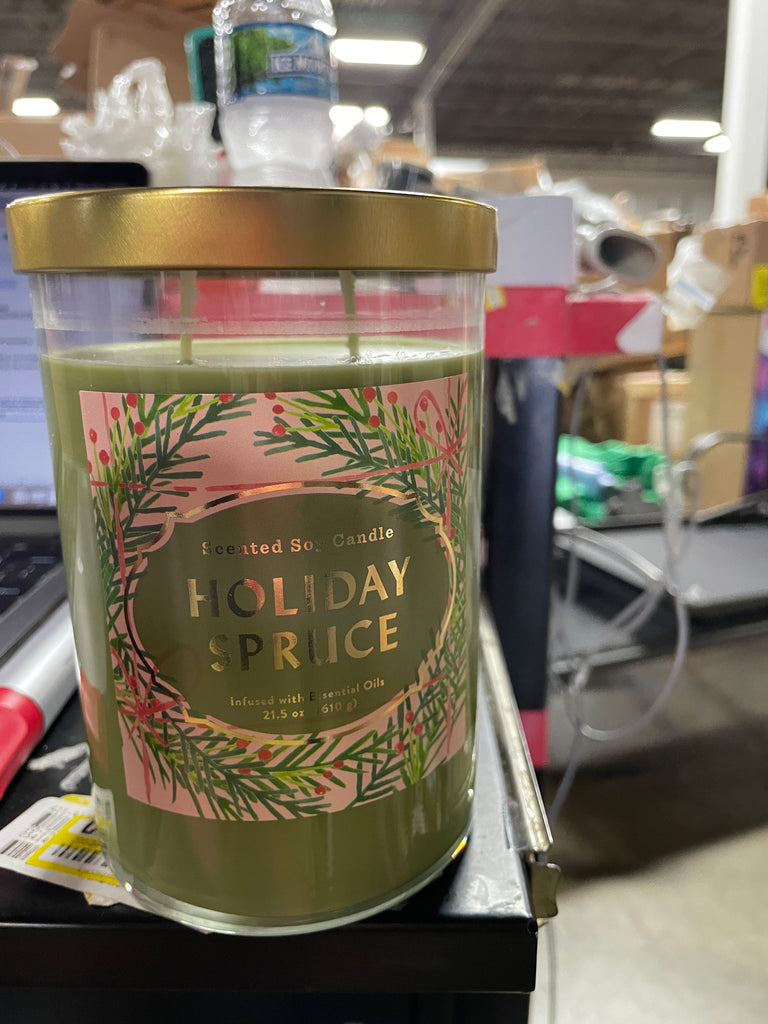 Scented Soy Candle
HOLIDAY
SPRUCE
Infused with Essential Oils
21.5 oz (610 g)